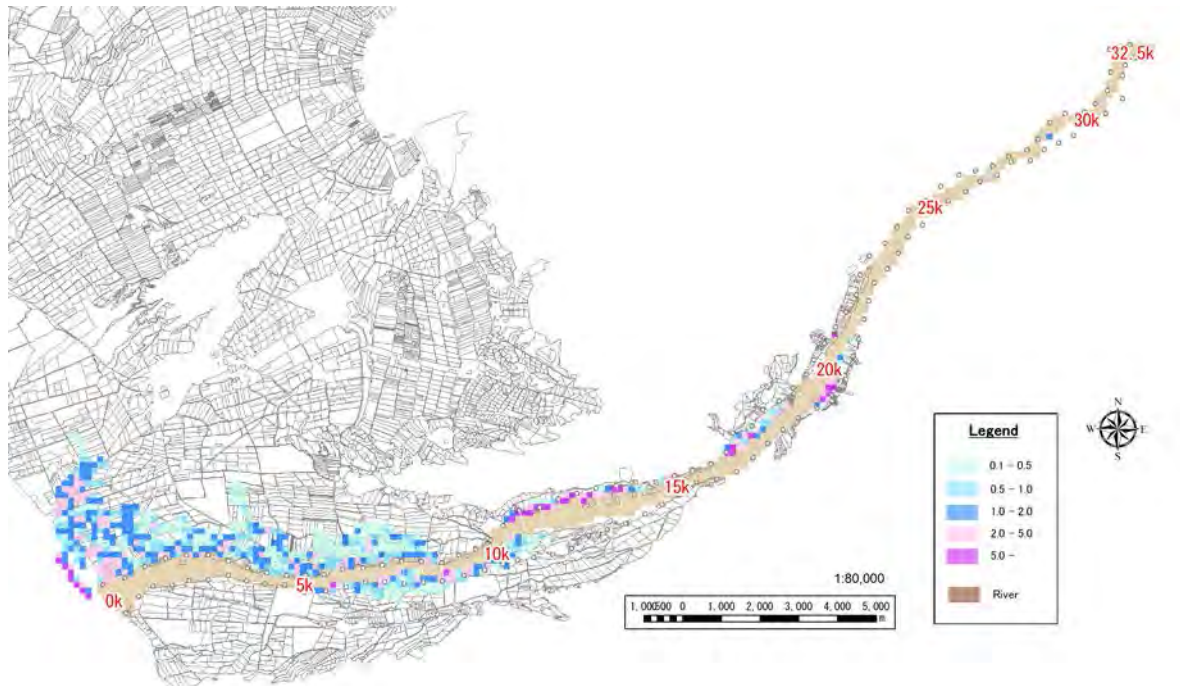 32.5k
30k
25k
20k
15k
10k
5k
0k
N
W E
S
Legend
0.1 - 0.5
0.5 - 1.0
1.0 - 2.0
2.0 - 5.0
5.0 -
River
1:80,000
1,000 500 0 1,000 2,000 3,000 4,000 5,000 m